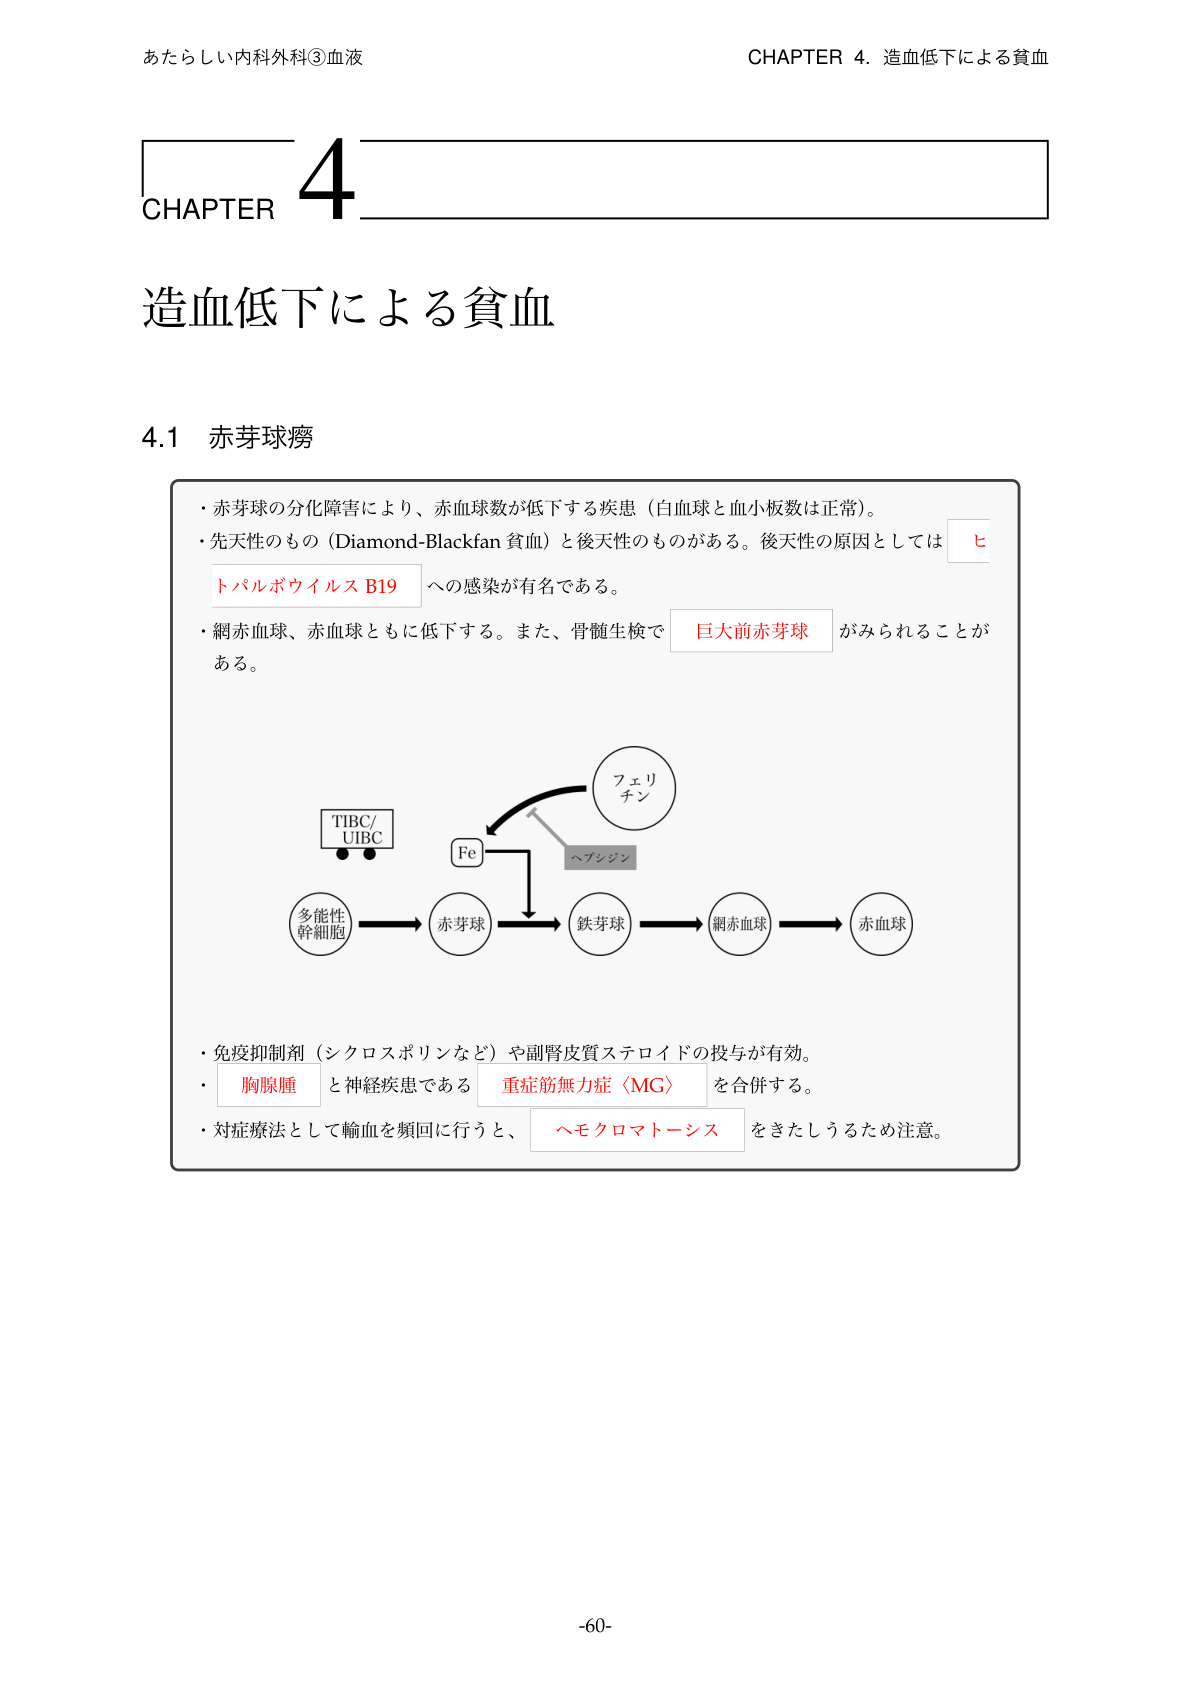 あたらしい内科外科③血液
CHAPTER 4. 造血低下による貧血
CHAPTER 4
造血低下による貧血
4.1 赤芽球癆
・赤芽球の分化障害により、赤血球数が低下する疾患（白血球と血小板数は正常）。
・先天性のもの（Diamond-Blackfan 貧血）と後天性のものがある。後天性の原因としては ヒ
トパルボウイルス B19 への感染が有名である。
・網赤血球、赤血球ともに低下する。また、骨髄生検で 巨大前赤芽球 がみられることが
ある。
フェリ
チン
TIBC/
UIBC
Fe
ヘプシジン
多能性
幹細胞
赤芽球
鉄芽球
網赤血球
赤血球
・免疫抑制剤（シクロスポリンなど）や副腎皮質ステロイドの投与が有効。
・ 胸腺腫 と神経疾患である 重症筋無力症〈MG〉 を合併する。
・対症療法として輸血を頻回に行うと、 ヘモクロマトーシス をきたしうるため注意。
-60-